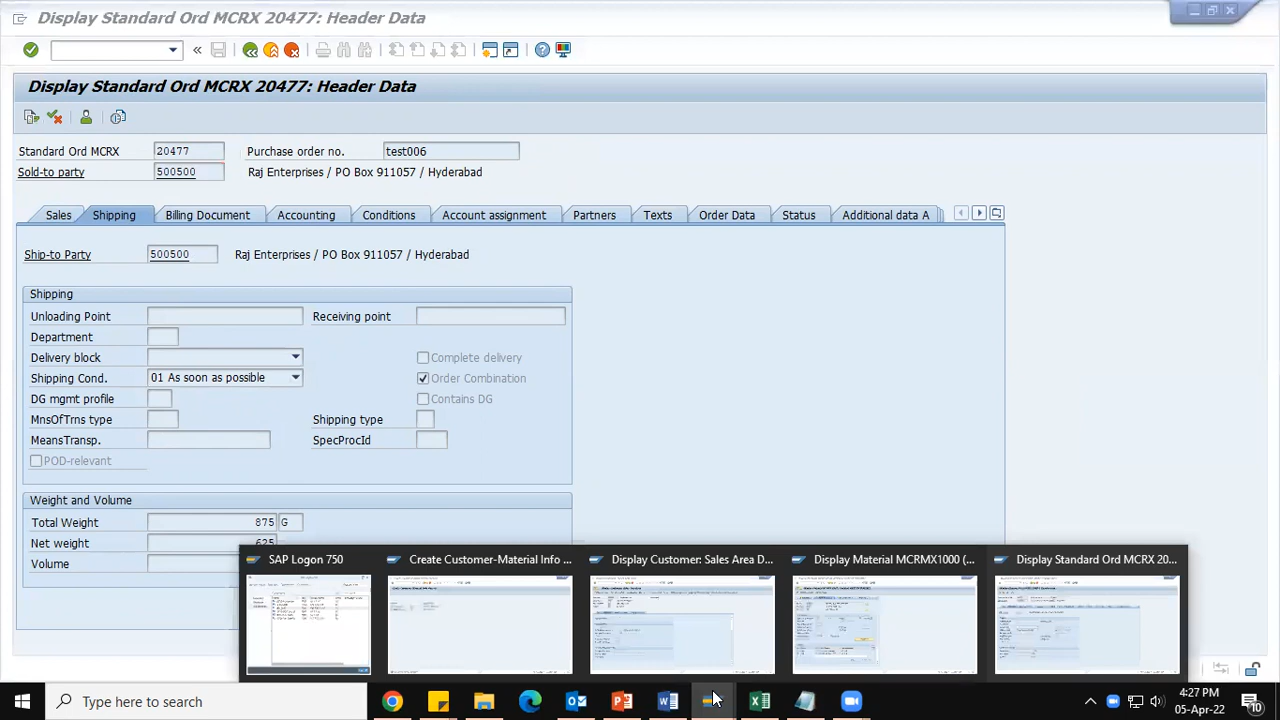 Display Standard Ord MCRX 20477: Header Data
«
Display Standard Ord MCRX 20477: Header Data
Standard Ord MCRX 20477 Purchase order no. test006
Sold-to party 500500 Raj Enterprises / PO Box 911057 / Hyderabad
Sales Shipping Billing Document Accounting Conditions Account assignment Partners Texts Order Data Status Additional data A
Ship-to Party 500500 Raj Enterprises / PO Box 911057 / Hyderabad
Shipping
Unloading Point Receiving point
Department
Delivery block Complete delivery
Shipping Cond. 01 As soon as possible Order Combination
DG mgmt profile Contains DG
MnsOfTrns type Shipping type
MeansTransp. SpecProcId
POD-relevant
Weight and Volume
Total Weight 875 G
Net weight 625
Volume
SAP Logon 750 Create Customer-Material Info ... Display Customer: Sales Area D... Display Material MCRMX1000 (... Display Standard Ord MCRX 20...
Type here to search
4:27 PM
05-Apr-22
10